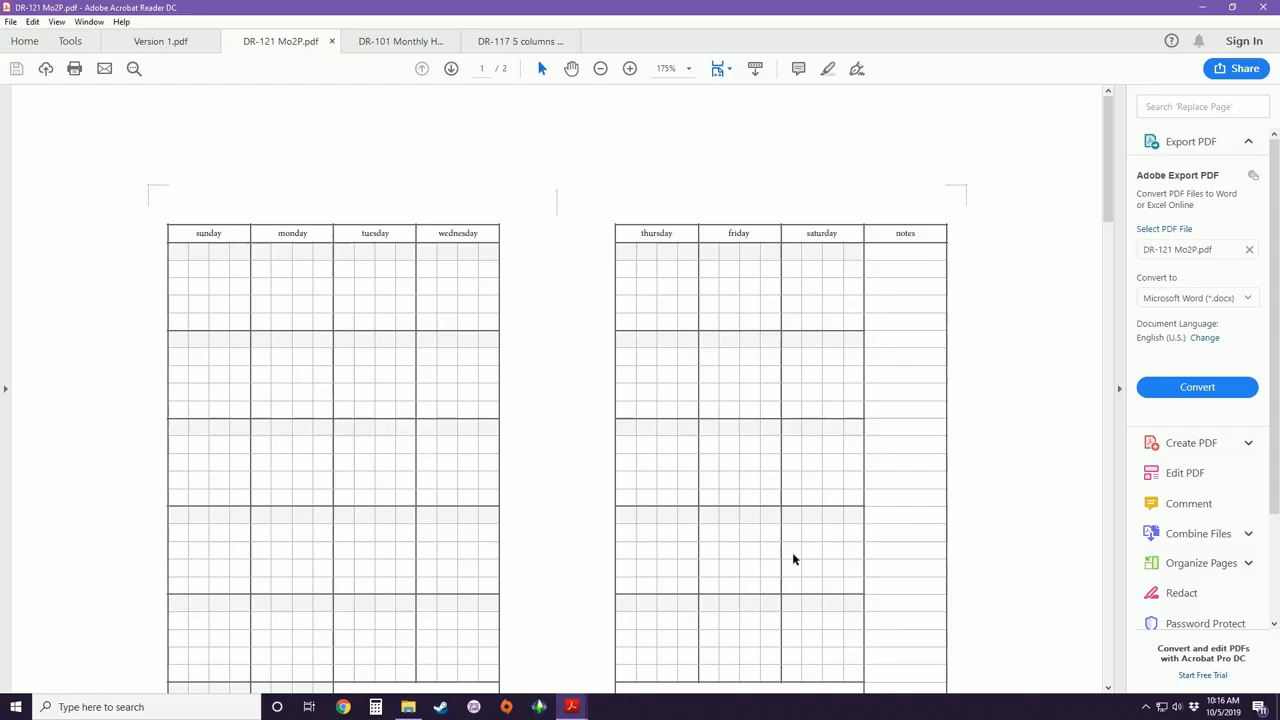 DR-121 Mo2P.pdf - Adobe Acrobat Reader DC
File Edit View Window Help
Home Tools Version 1.pdf DR-121 Mo2P.pdf × DR-101 Monthly H... DR-117 5 columns ... Sign In
1 / 2 175% Share
Search 'Replace Page'
Export PDF
Adobe Export PDF
Convert PDF Files to Word
or Excel Online
Select PDF File
DR-121 Mo2P.pdf
Convert to
Microsoft Word (*.docx)
Document Language:
English (U.S.) Change
Convert
Create PDF
Edit PDF
Comment
Combine Files
Organize Pages
Redact
Password Protect
Convert and edit PDFs
with Acrobat Pro DC
Start Free Trial
sunday monday tuesday wednesday thursday friday saturday notes
Type here to search
10:16 AM
10/5/2019